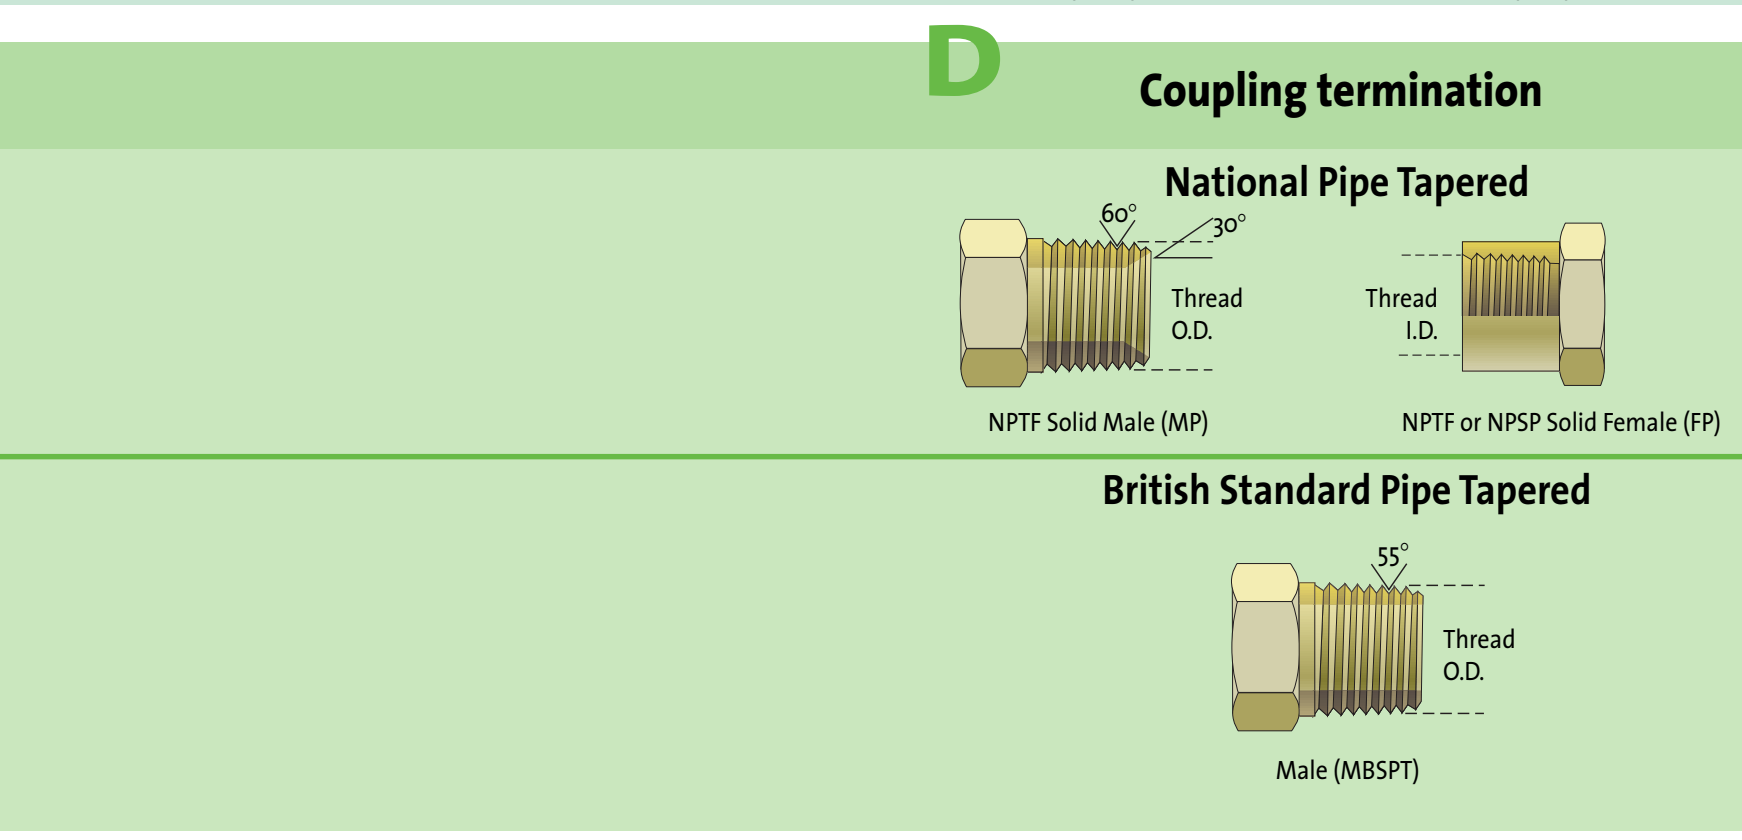 D
Coupling termination
National Pipe Tapered
60°
30°
Thread
O.D.
Thread
I.D.
NPTF Solid Male (MP)
NPTF or NPSP Solid Female (FP)
British Standard Pipe Tapered
55°
Thread
O.D.
Male (MBSPT)